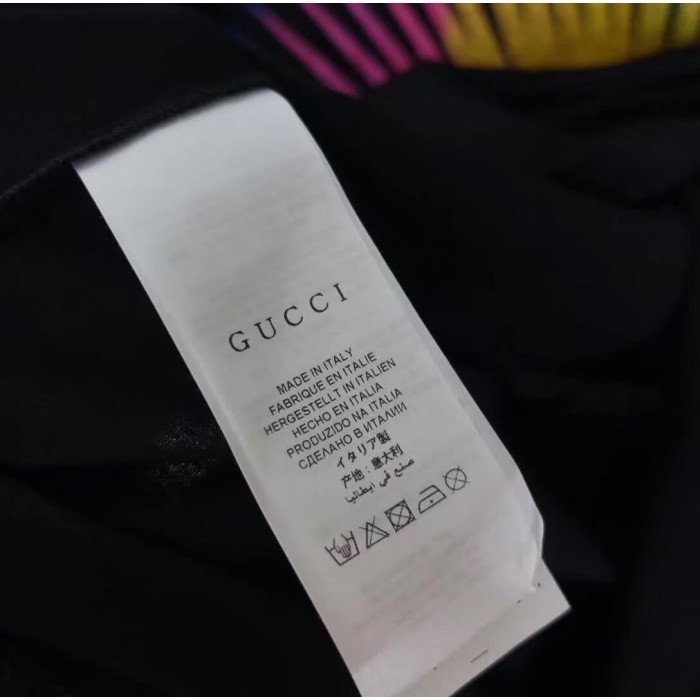 GUCCI
MADE IN ITALY
FABRIQUE EN ITALIE
HERGESTELLT IN ITALIEN
HECHO EN ITALIA
PRODUZIDO NA ITALIA
СДЕЛАНО В ИТАЛИИ
イタリア製
产地:意大利
صنع في إيطاليا